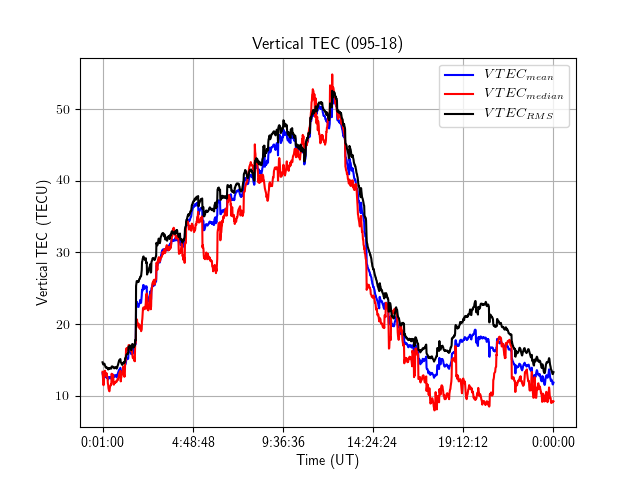 Vertical TEC (095-18)
VTEC_mean
VTEC_median
VTEC_RMS
Vertical TEC (TECU)
50
40
30
20
10
0:01:00 4:48:48 9:36:36 14:24:24 19:12:12 0:00:00
Time (UT)